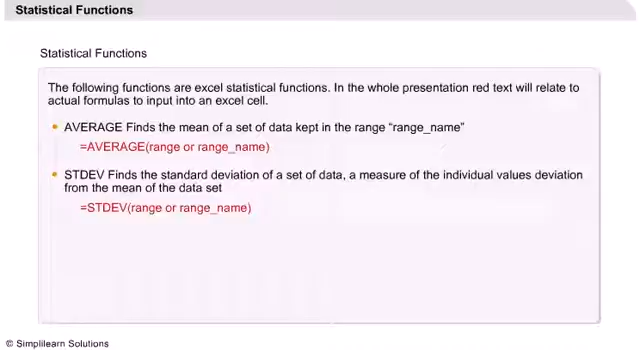 Statistical Functions
Statistical Functions
The following functions are excel statistical functions. In the whole presentation red text will relate to
actual formulas to input into an excel cell.
• AVERAGE Finds the mean of a set of data kept in the range “range_name”
=AVERAGE(range or range_name)
• STDEV Finds the standard deviation of a set of data, a measure of the individual values deviation
from the mean of the data set
=STDEV(range or range_name)
© Simplilearn Solutions